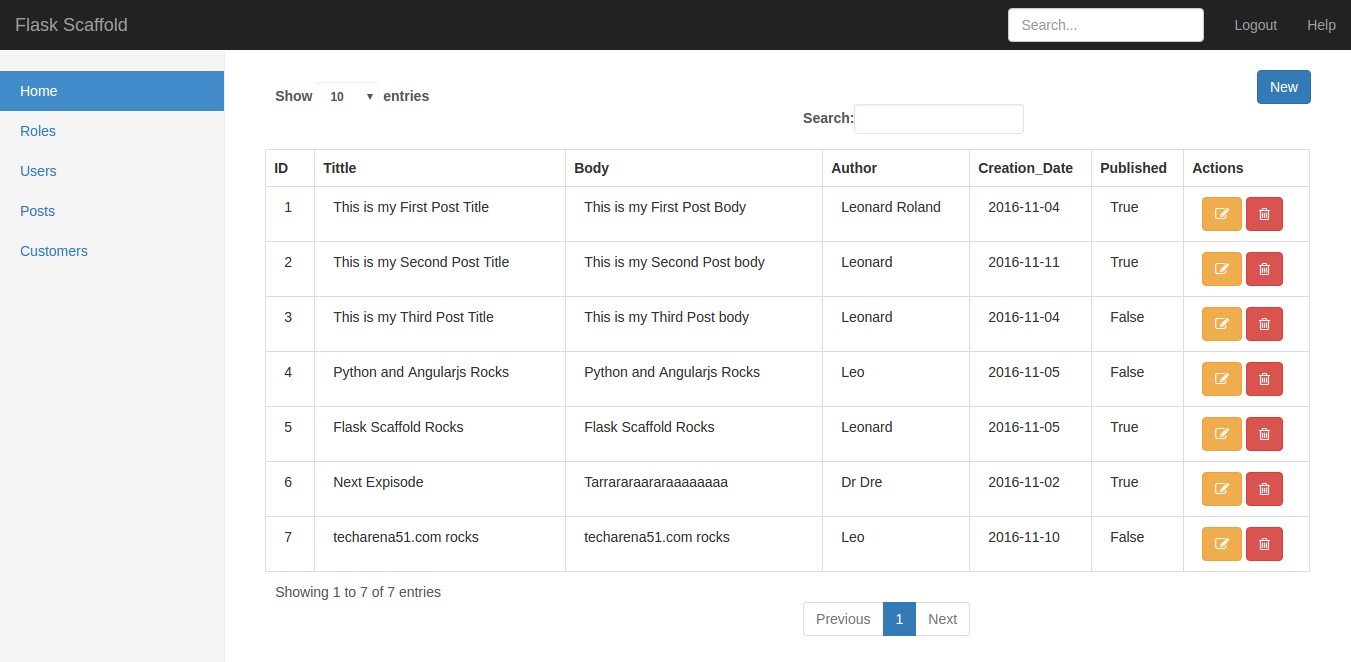 Flask Scaffold Search... Logout Help
Home
Roles
Users
Posts
Customers
Show 10 entries
New
Search:
ID Tittle Body Author Creation_Date Published Actions
1 This is my First Post Title This is my First Post Body Leonard Roland 2016-11-04 True
2 This is my Second Post Title This is my Second Post body Leonard 2016-11-11 True
3 This is my Third Post Title This is my Third Post body Leonard 2016-11-04 False
4 Python and Angularjs Rocks Python and Angularjs Rocks Leo 2016-11-05 False
5 Flask Scaffold Rocks Flask Scaffold Rocks Leonard 2016-11-05 True
6 Next Expisode Tarrararaararaaaaaaaa Dr Dre 2016-11-02 True
7 techarena51.com rocks techarena51.com rocks Leo 2016-11-10 False
Showing 1 to 7 of 7 entries
Previous 1 Next